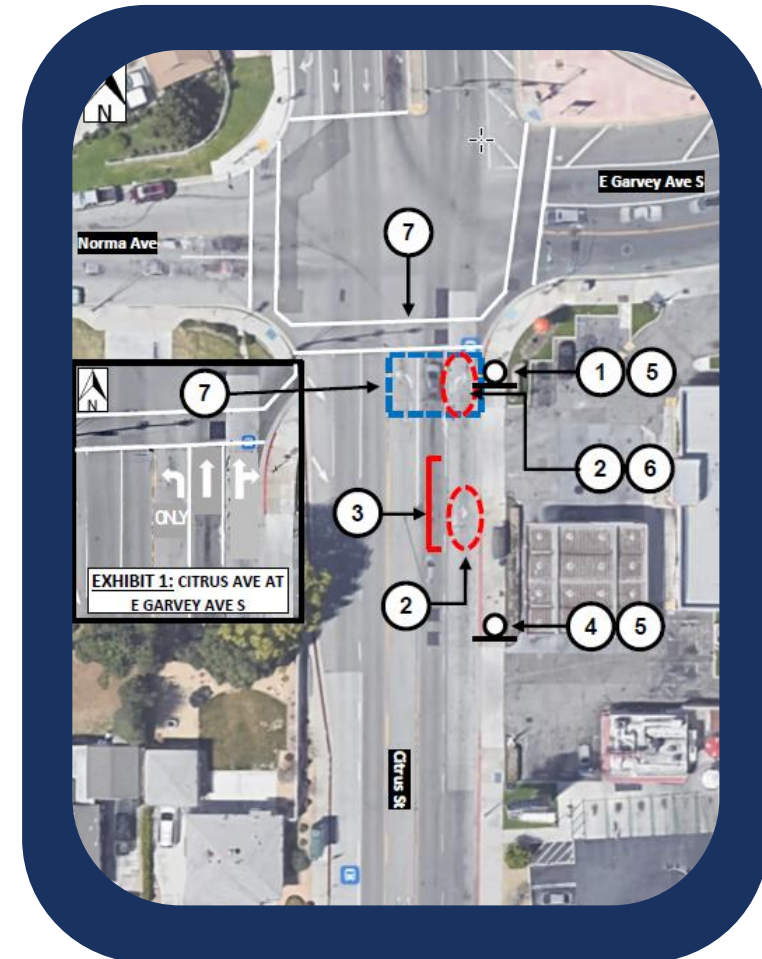 N
E Garvey Ave S
Norma Ave
7
1 5
7
N
2 6
3
ONLY
EXHIBIT 1: CITRUS AVE AT
E GARVEY AVE S
2
4 5
Citrus St